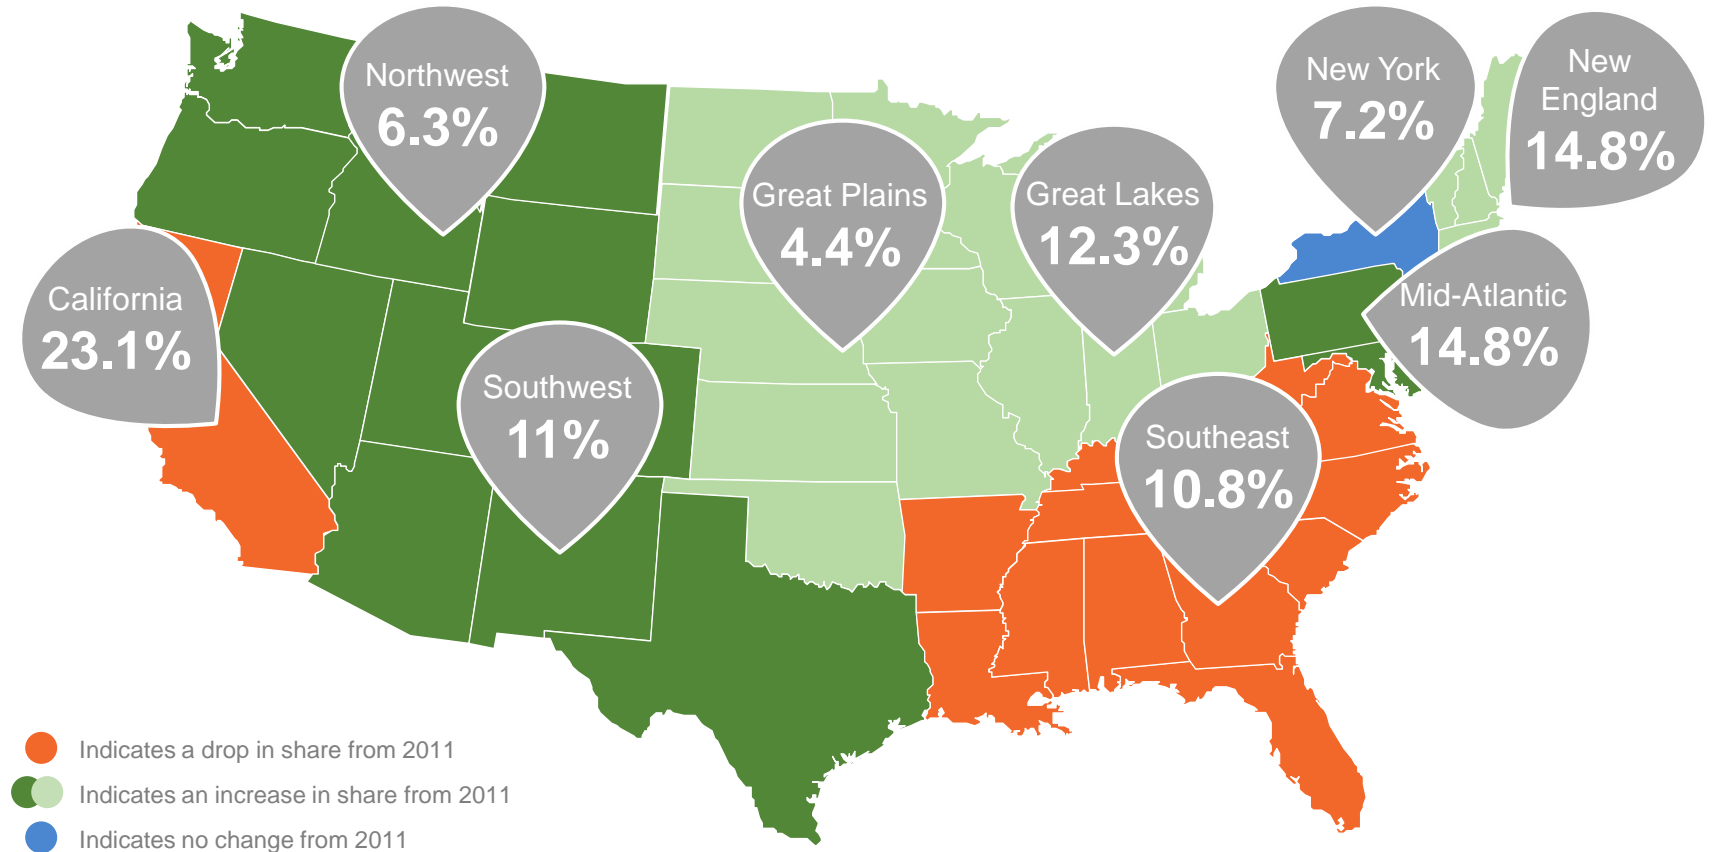 Northwest
6.3%
New York
7.2%
New
England
14.8%
Great Plains
4.4%
Great Lakes
12.3%
California
23.1%
Mid-Atlantic
14.8%
Southwest
11%
Southeast
10.8%
Indicates a drop in share from 2011
Indicates an increase in share from 2011
Indicates no change from 2011